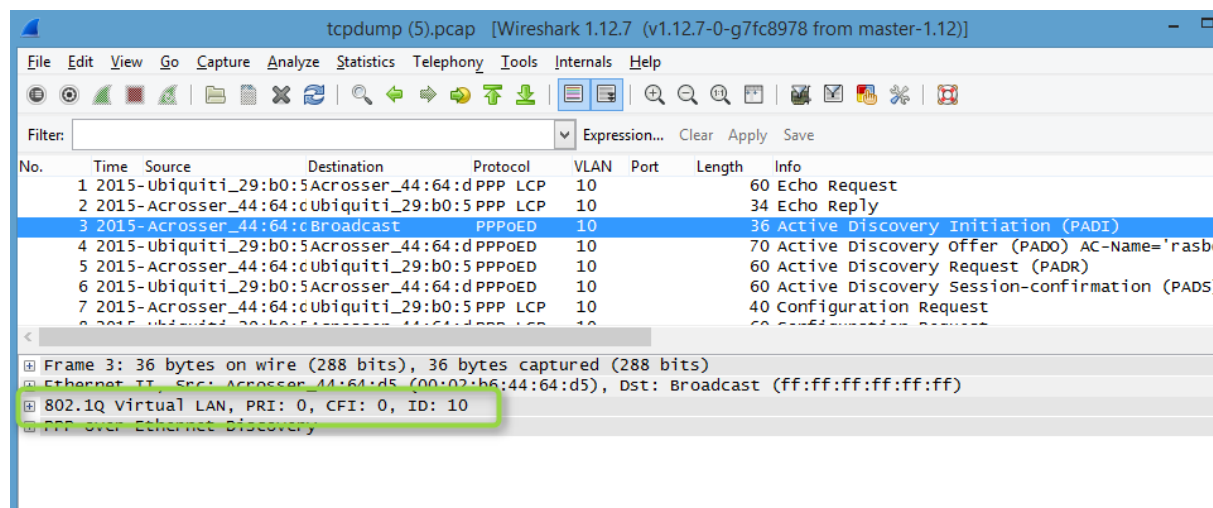 tcpdump (5).pcap [Wireshark 1.12.7 (v1.12.7-0-g7fc8978 from master-1.12)]
File Edit View Go Capture Analyze Statistics Telephony Tools Internals Help
Filter: Expression... Clear Apply Save
No. Time Source Destination Protocol VLAN Port Length Info
1 2015- Ubiquiti_29:b0:5 Acrosser_44:64:d PPP LCP 10 60 Echo Request
2 2015- Acrosser_44:64:d Ubiquiti_29:b0:5 PPP LCP 10 34 Echo Reply
3 2015- Acrosser_44:64:c Broadcast PPPoED 10 36 Active Discovery Initiation (PADI)
4 2015- Ubiquiti_29:b0:5 Acrosser_44:64:d PPPoED 10 70 Active Discovery Offer (PADO) AC-Name='rasb
5 2015- Acrosser_44:64:c Ubiquiti_29:b0:5 PPPoED 10 60 Active Discovery Request (PADR)
6 2015- Ubiquiti_29:b0:5 Acrosser_44:64:d PPPoED 10 60 Active Discovery Session-confirmation (PADS
7 2015- Acrosser_44:64:d Ubiquiti_29:b0:5 PPP LCP 10 40 Configuration Request
Frame 3: 36 bytes on wire (288 bits), 36 bytes captured (288 bits)
Ethernet II, Src: Acrosser_44:64:d5 (00:02:b6:44:64:d5), Dst: Broadcast (ff:ff:ff:ff:ff:ff)
802.1Q Virtual LAN, PRI: 0, CFI: 0, ID: 10
PPP over Ethernet Discovery